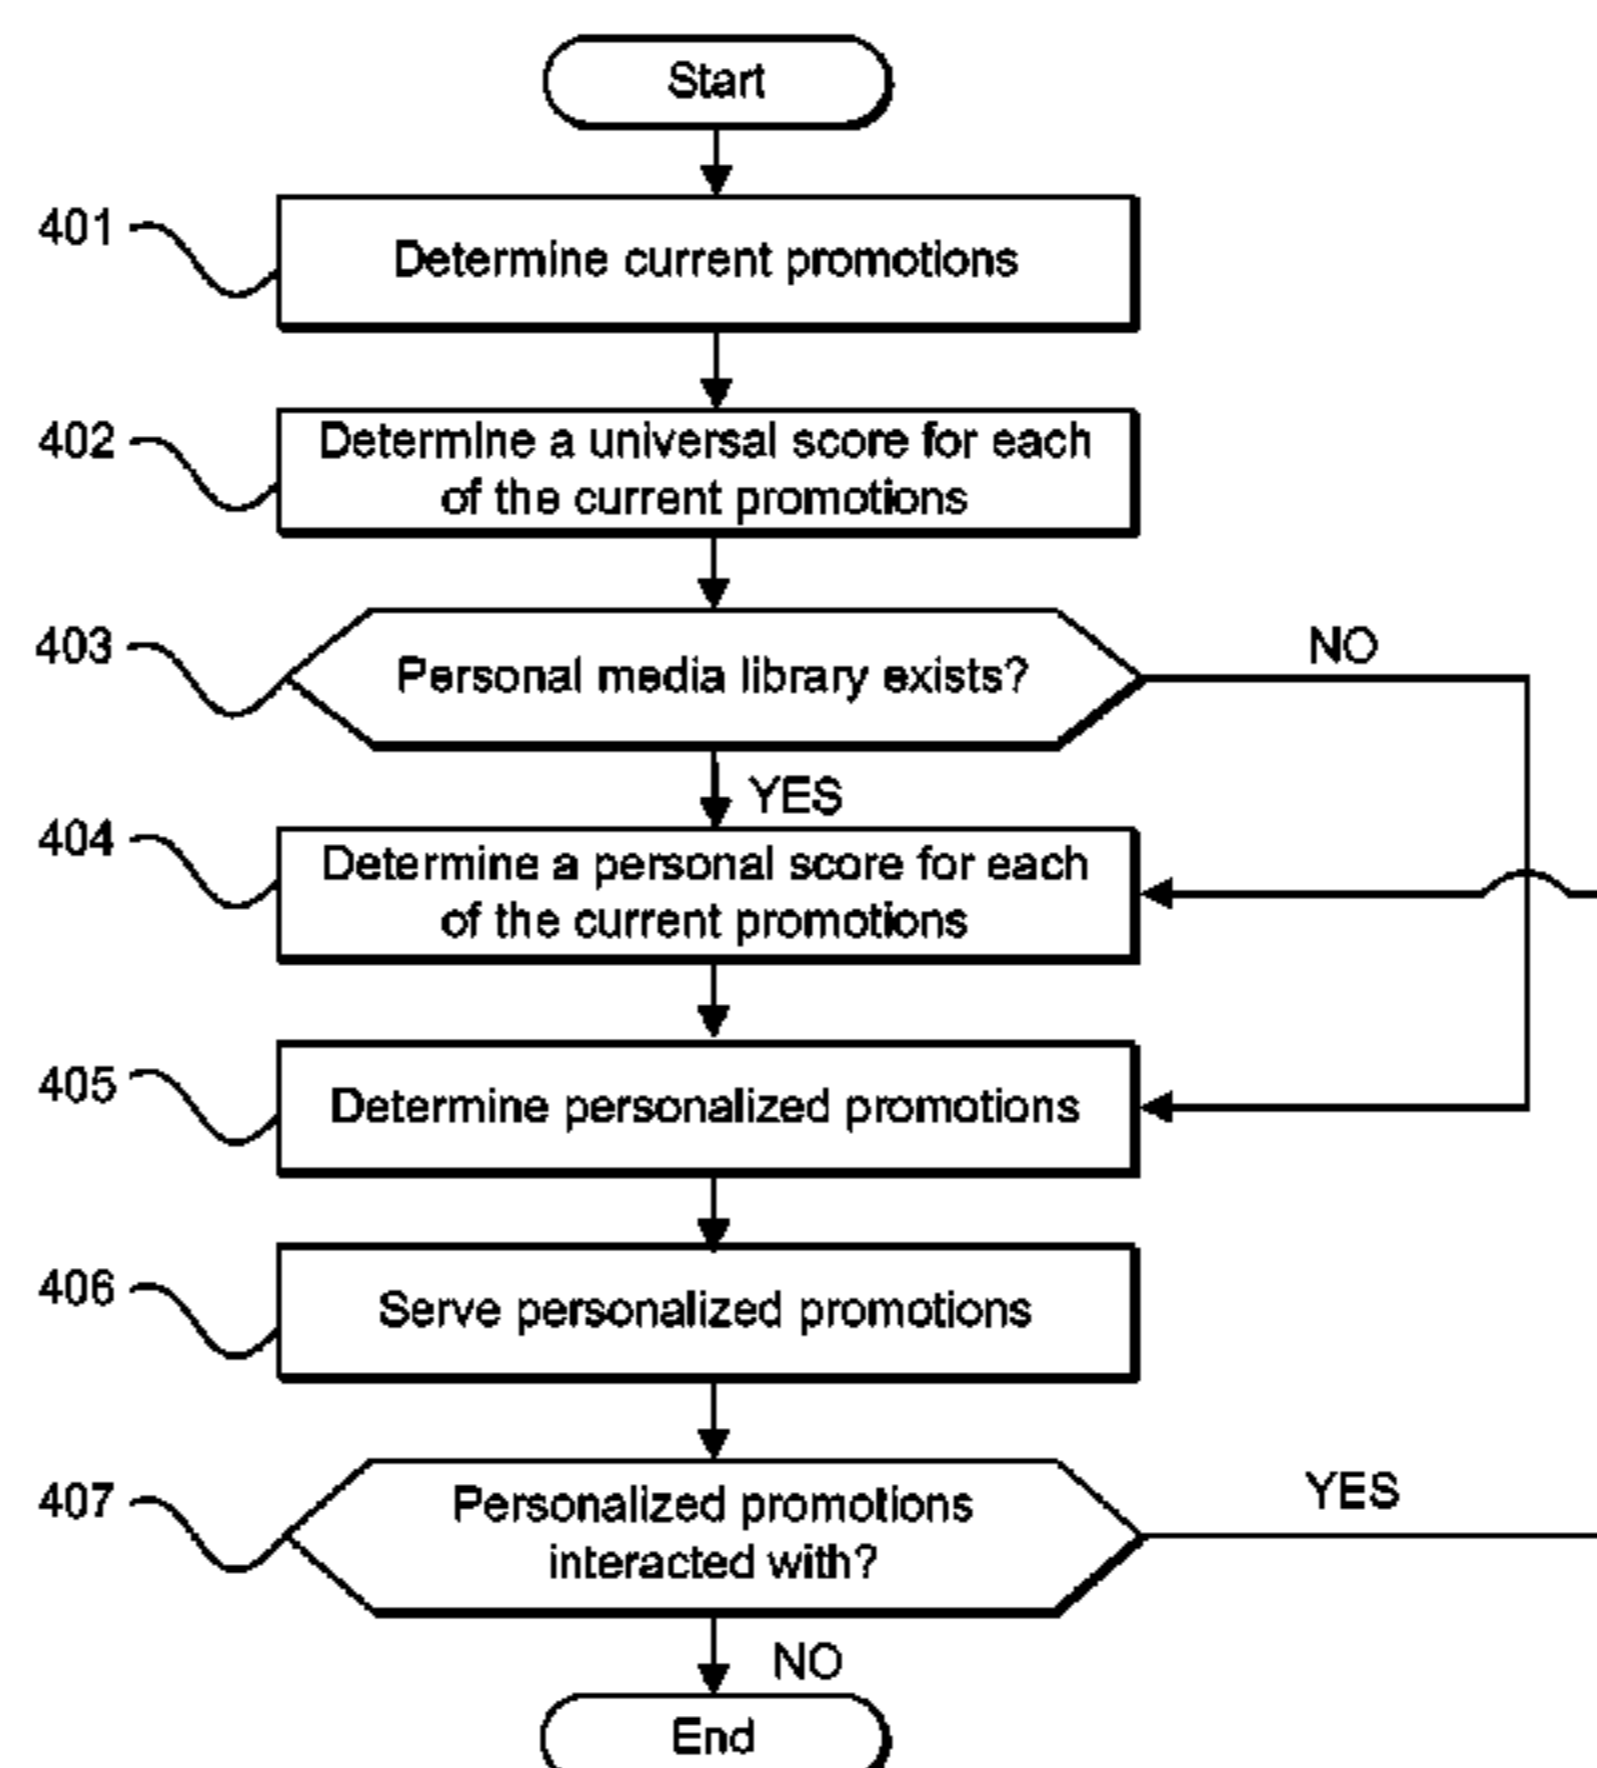 Start
401
Determine current promotions
402
Determine a universal score for each
of the current promotions
403
Personal media library exists?
NO
YES
404
Determine a personal score for each
of the current promotions
405
Determine personalized promotions
406
Serve personalized promotions
407
Personalized promotions
interacted with?
YES
NO
End